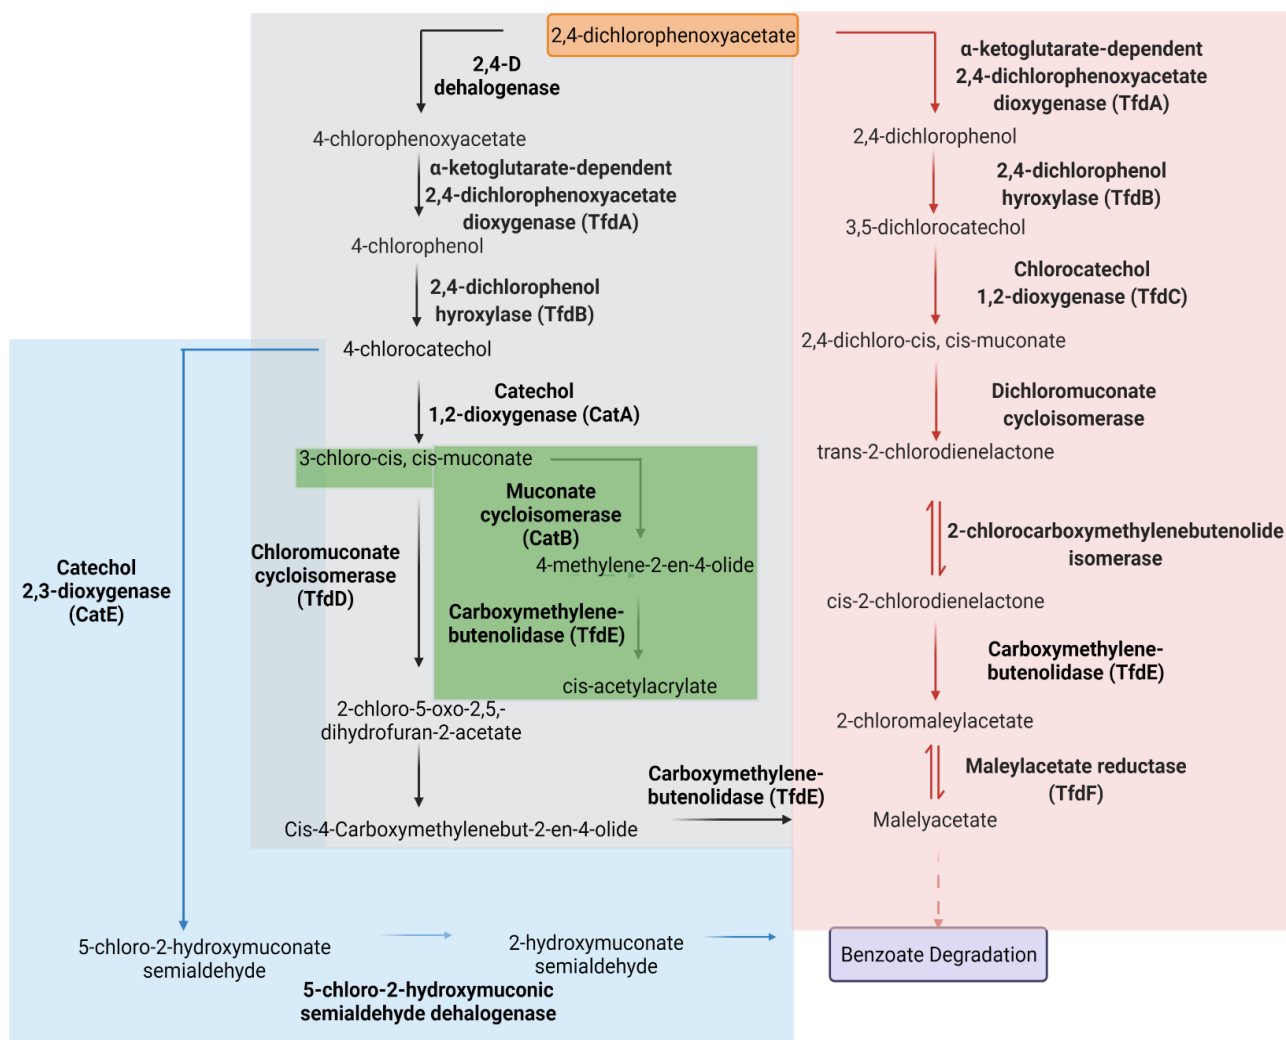 2,4-dichlorophenoxyacetate
2,4-D
dehalogenase
4-chlorophenoxyacetate
α-ketoglutarate-dependent
2,4-dichlorophenoxyacetate
dioxygenase (TfdA)
4-chlorophenol
2,4-dichlorophenol
hyroxylase (TfdB)
4-chlorocatechol
Catechol
1,2-dioxygenase (CatA)
3-chloro-cis, cis-muconate
Muconate
cycloisomerase
(CatB)
4-methylene-2-en-4-olide
Carboxymethylene-
butenolidase (TfdE)
cis-acetylacrylate
Chloromuconate
cycloisomerase
(TfdD)
2-chloro-5-oxo-2,5,-
dihydrofuran-2-acetate
Cis-4-Carboxymethylenebut-2-en-4-olide
Carboxymethylene-
butenolidase (TfdE)
Catechol
2,3-dioxygenase
(CatE)
5-chloro-2-hydroxymuconate
semialdehyde
2-hydroxymuconate
semialdehyde
5-chloro-2-hydroxymuconic
semialdehyde dehalogenase
α-ketoglutarate-dependent
2,4-dichlorophenoxyacetate
dioxygenase (TfdA)
2,4-dichlorophenol
2,4-dichlorophenol
hyroxylase (TfdB)
3,5-dichlorocatechol
Chlorocatechol
1,2-dioxygenase (TfdC)
2,4-dichloro-cis, cis-muconate
Dichloromuconate
cycloisomerase
trans-2-chlorodienelactone
2-chlorocarboxymethylenebutenolide
isomerase
cis-2-chlorodienelactone
Carboxymethylene-
butenolidase (TfdE)
2-chloromaleylacetate
Maleylacetate reductase
(TfdF)
Malelyacetate
Benzoate Degradation